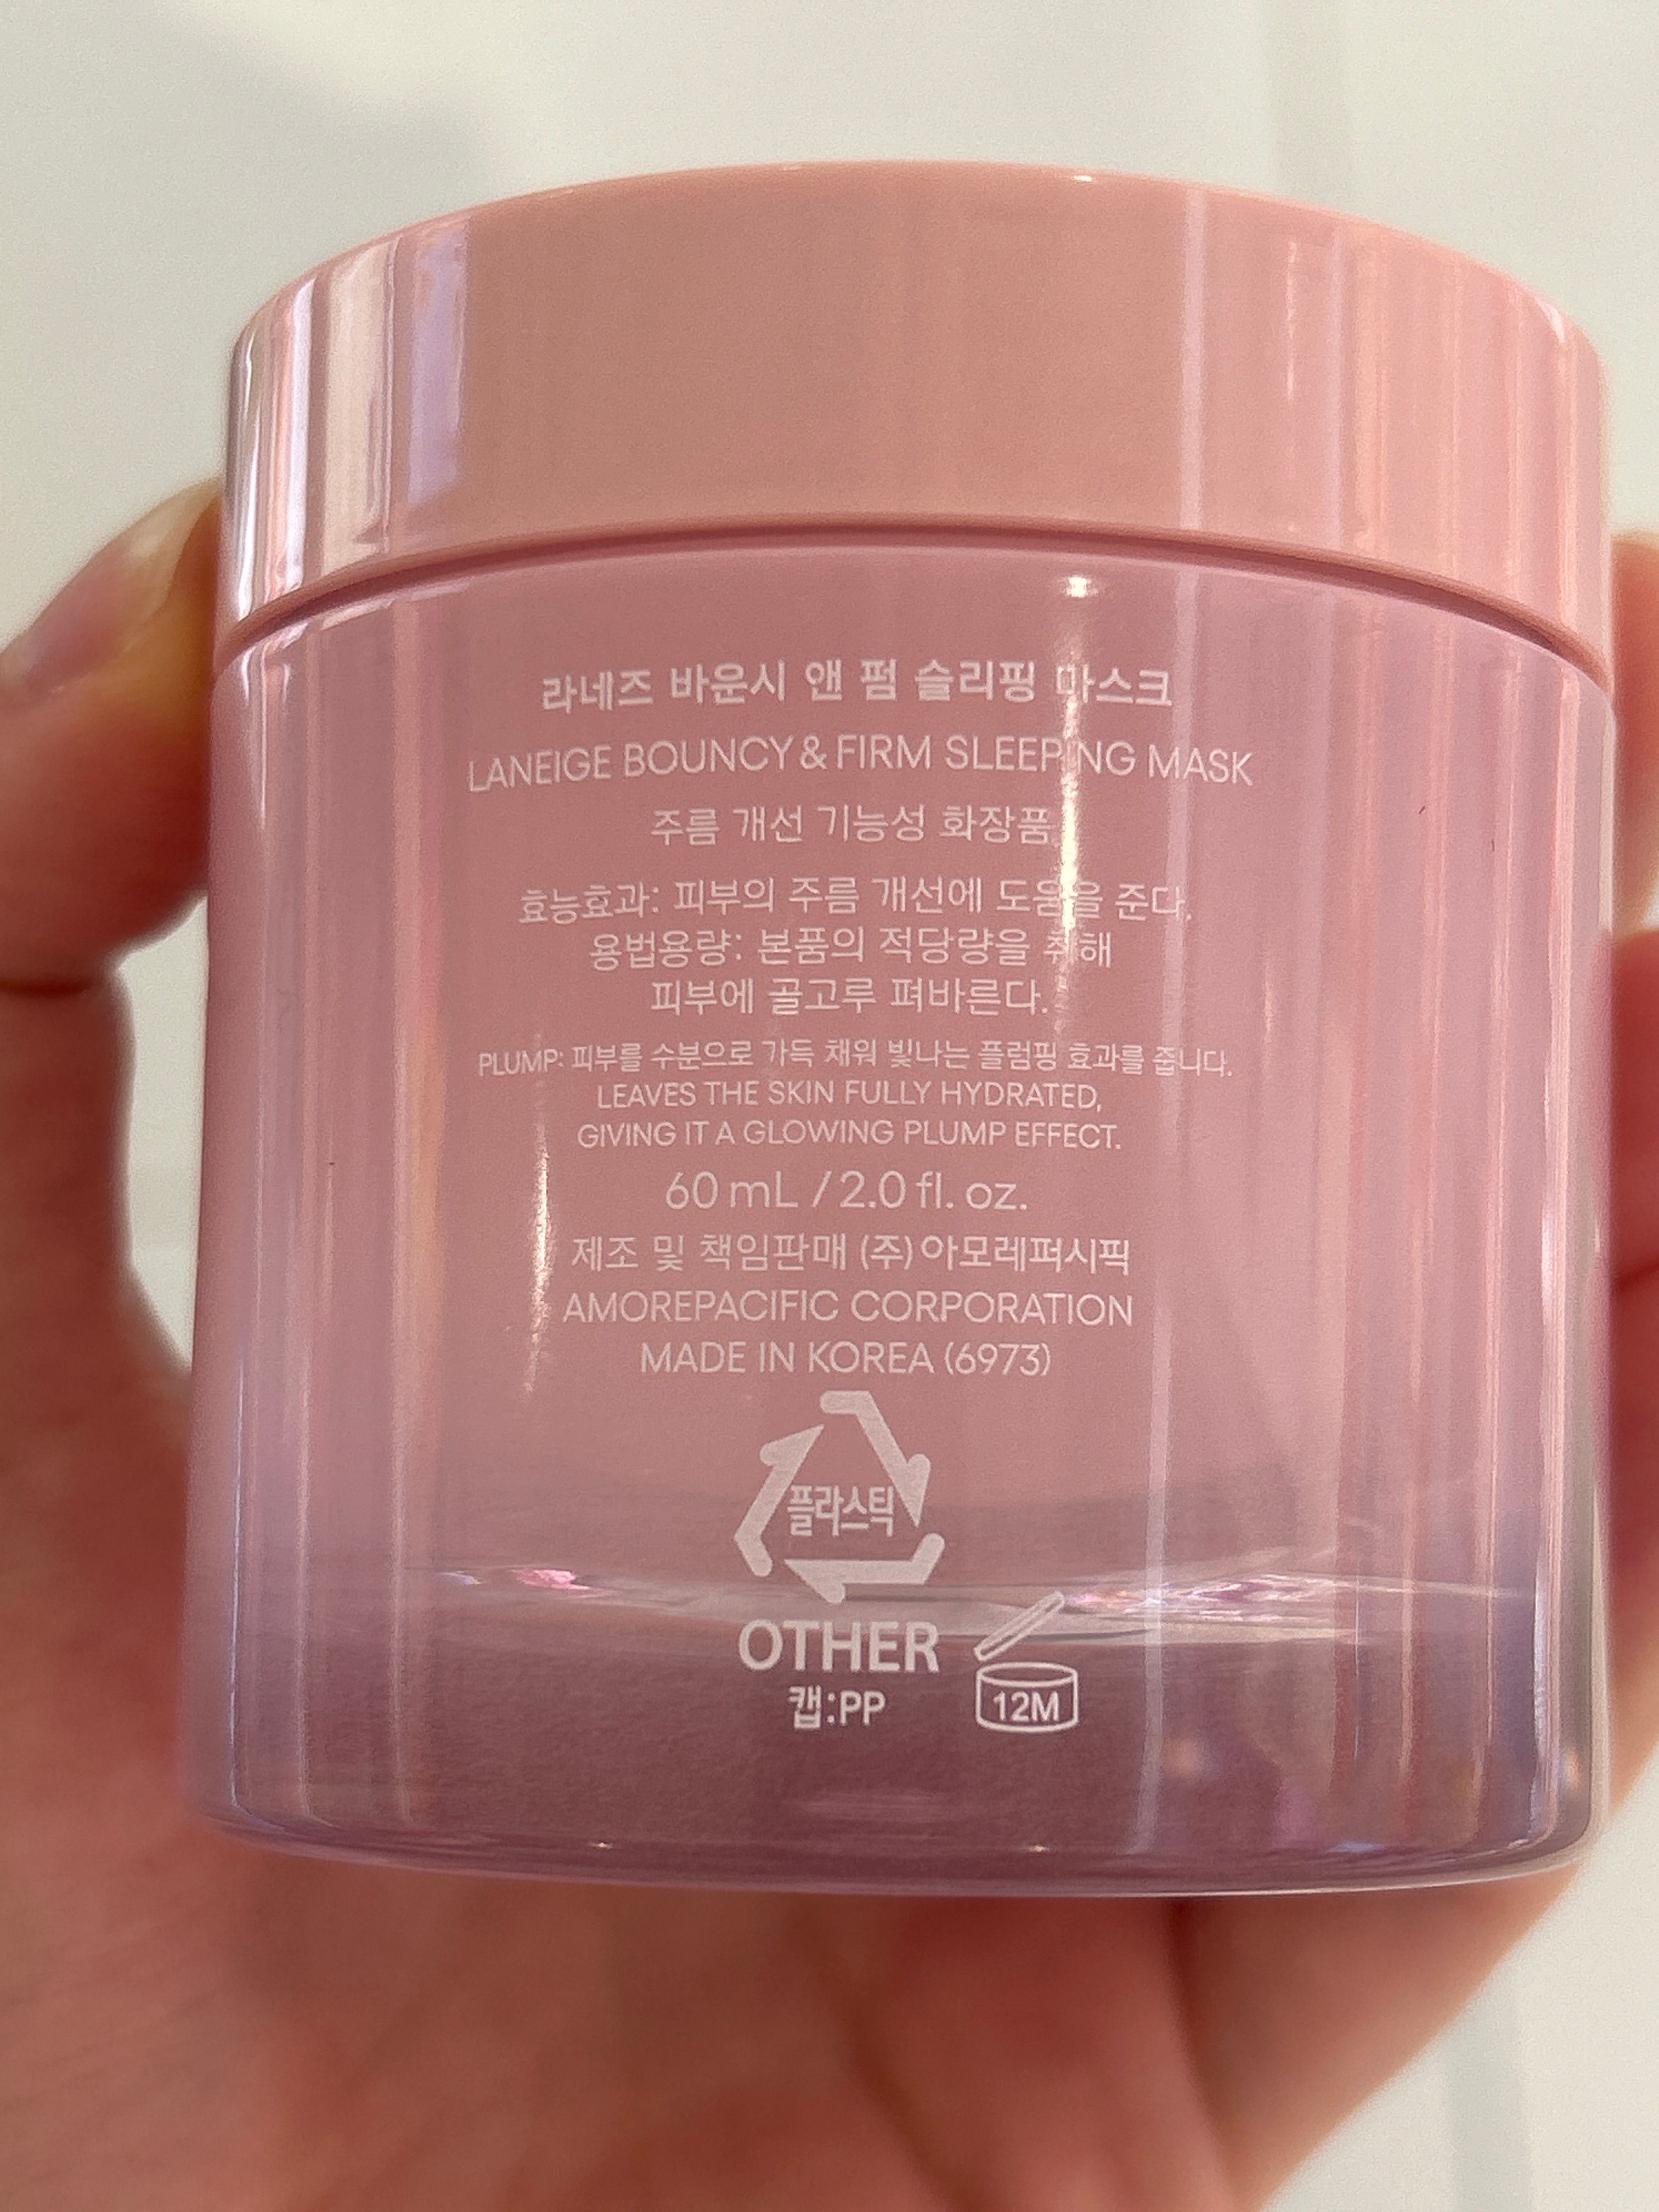 라네즈 바운시 앤 펌 슬리핑 마스크
LANEIGE BOUNCY & FIRM SLEEPING MASK
주름 개선 기능성 화장품
효능효과: 피부의 주름 개선에 도움을 준다.
용법용량: 본품의 적당량을 취해
피부에 골고루 펴바른다.
PLUMP: 피부를 수분으로 가득 채워 빛나는 플럼핑 효과를 줍니다.
LEAVES THE SKIN FULLY HYDRATED,
GIVING IT A GLOWING PLUMP EFFECT.
60 mL / 2.0 fl. oz.
제조 및 책임판매 (주)아모레퍼시픽
AMOREPACIFIC CORPORATION
MADE IN KOREA (6973)
플라스틱
OTHER
캡:PP
12M